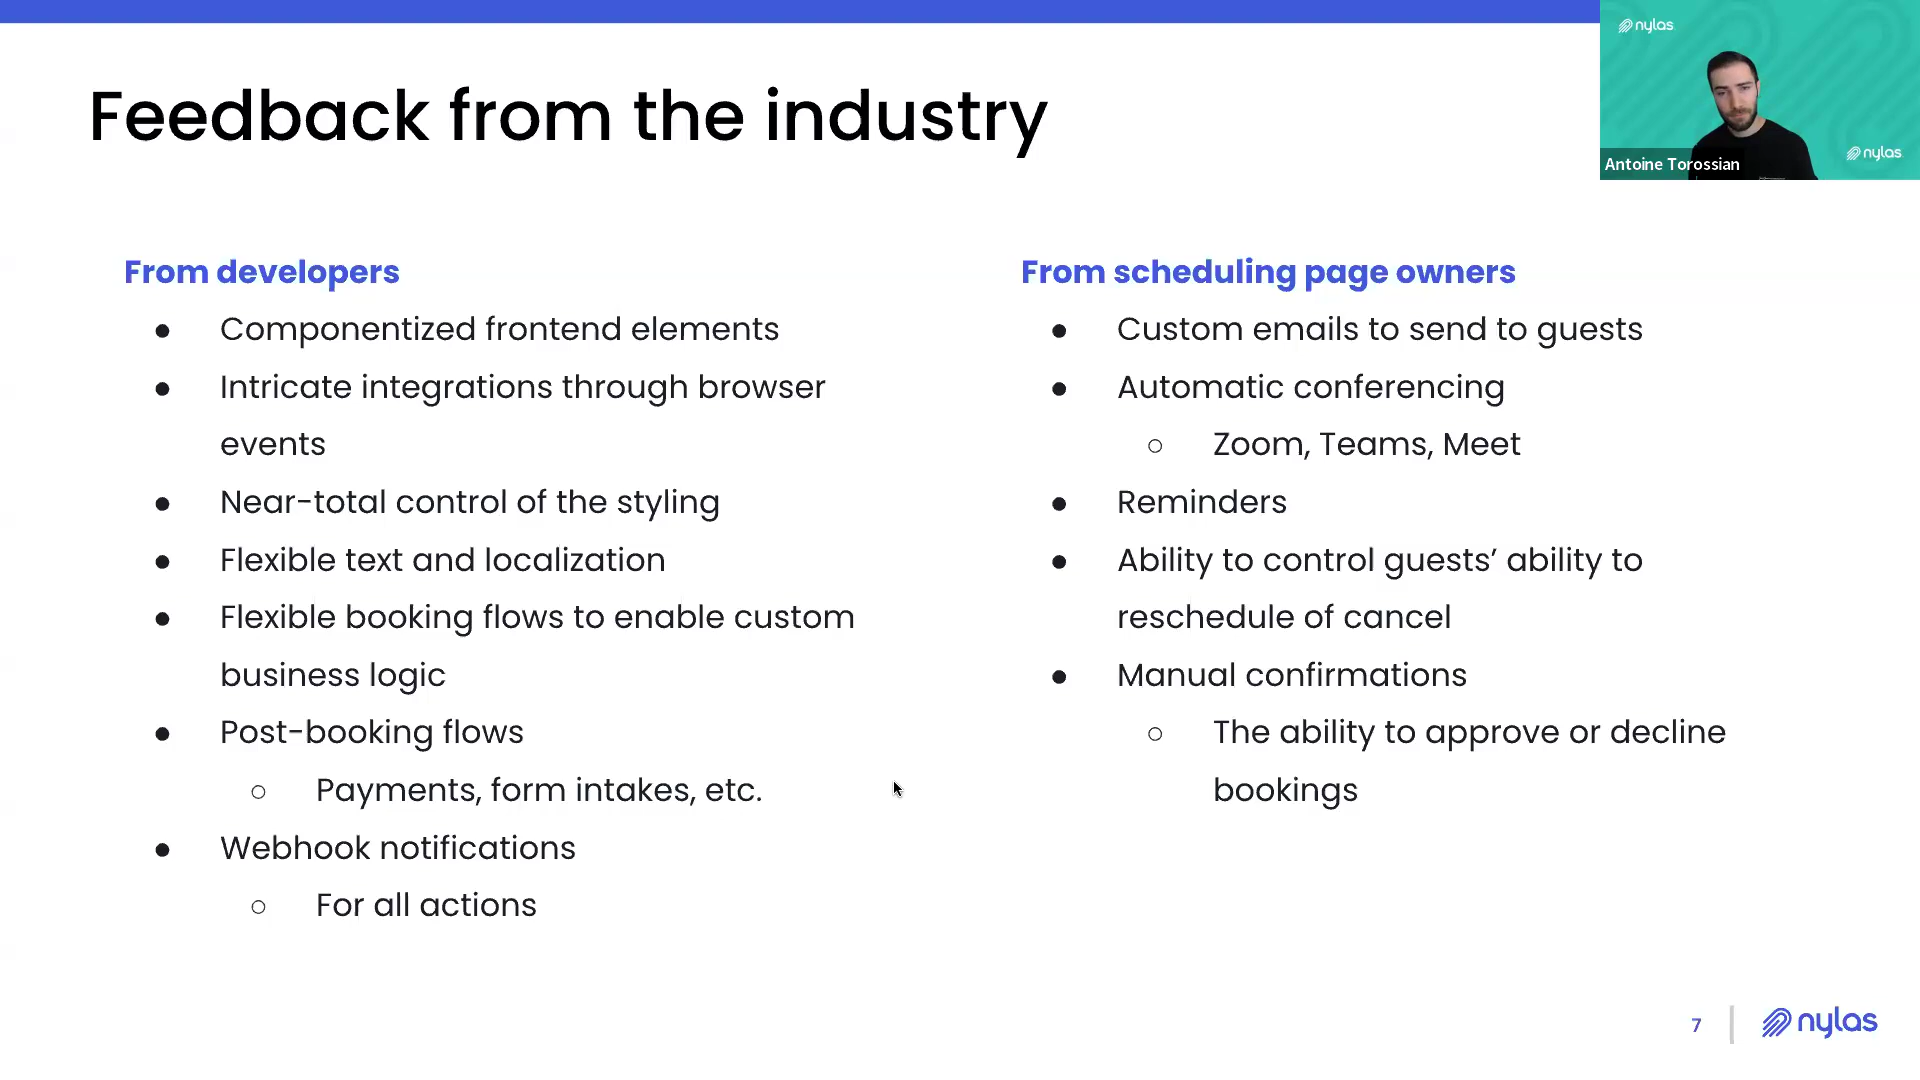 nylas
nylas
Antoine Torossian
Feedback from the industry
From developers
● Componentized frontend elements
● Intricate integrations through browser
events
● Near-total control of the styling
● Flexible text and localization
● Flexible booking flows to enable custom
business logic
● Post-booking flows
○ Payments, form intakes, etc.
● Webhook notifications
○ For all actions
From scheduling page owners
● Custom emails to send to guests
● Automatic conferencing
○ Zoom, Teams, Meet
● Reminders
● Ability to control guests’ ability to
reschedule of cancel
● Manual confirmations
○ The ability to approve or decline
bookings
7
nylas